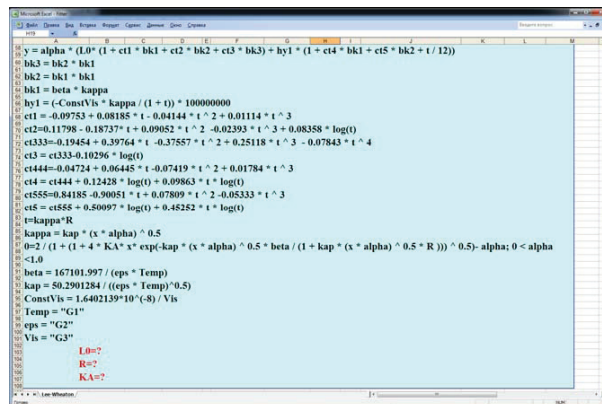 Microsoft Excel - Fitter
H19
A B C D E F G H I J K L M
y = alpha * (L0* (1 + ct1 * bk1 + ct2 * bk2 + ct3 * bk3) + hy1 * (1 + ct4 * bk1 + ct5 * bk2 + t / 12))
bk3 = bk2 * bk1
bk2 = bk1 * bk1
bk1 = beta * kappa
hy1 = (-ConstVis * kappa / (1 + t)) * 100000000
ct1 = -0.09753 + 0.08185 * t - 0.04144 * t ^ 2 + 0.01114 * t ^ 3
ct2=0.11798 - 0.18737* t + 0.09052 * t ^ 2 -0.02393 * t ^ 3 + 0.08358 * log(t)
ct333=-0.19454 + 0.39764 * t -0.37557 * t ^ 2 + 0.25118 * t ^ 3 - 0.07843 * t ^ 4
ct3 = ct333-0.10296 * log(t)
ct444=-0.04724 + 0.06445 * t -0.07419 * t ^ 2 + 0.01784 * t ^ 3
ct4 = ct444 + 0.12428 * log(t) + 0.09863 * t * log(t)
ct555=0.84185 -0.90051 * t + 0.07809 * t ^ 2 -0.05333 * t ^ 3
ct5 = ct555 + 0.50097 * log(t) + 0.45252 * t * log(t)
t=kappa*R
kappa = kap * (x * alpha) ^ 0.5
0=2 / (1 + (1 + 4 * KA* x* exp(-kap * (x * alpha) ^ 0.5 * beta / (1 + kap * (x * alpha) ^ 0.5 * R ))) ^ 0.5)- alpha; 0 < alpha
<1.0
beta = 167101.997 / (eps * Temp)
kap = 50.2901284 / ((eps * Temp)^0.5)
ConstVis = 1.6402139*10^(-8) / Vis
Temp = "G1"
eps = "G2"
Vis = "G3"
L0=?
R=?
KA=?
Lee-Wheaton